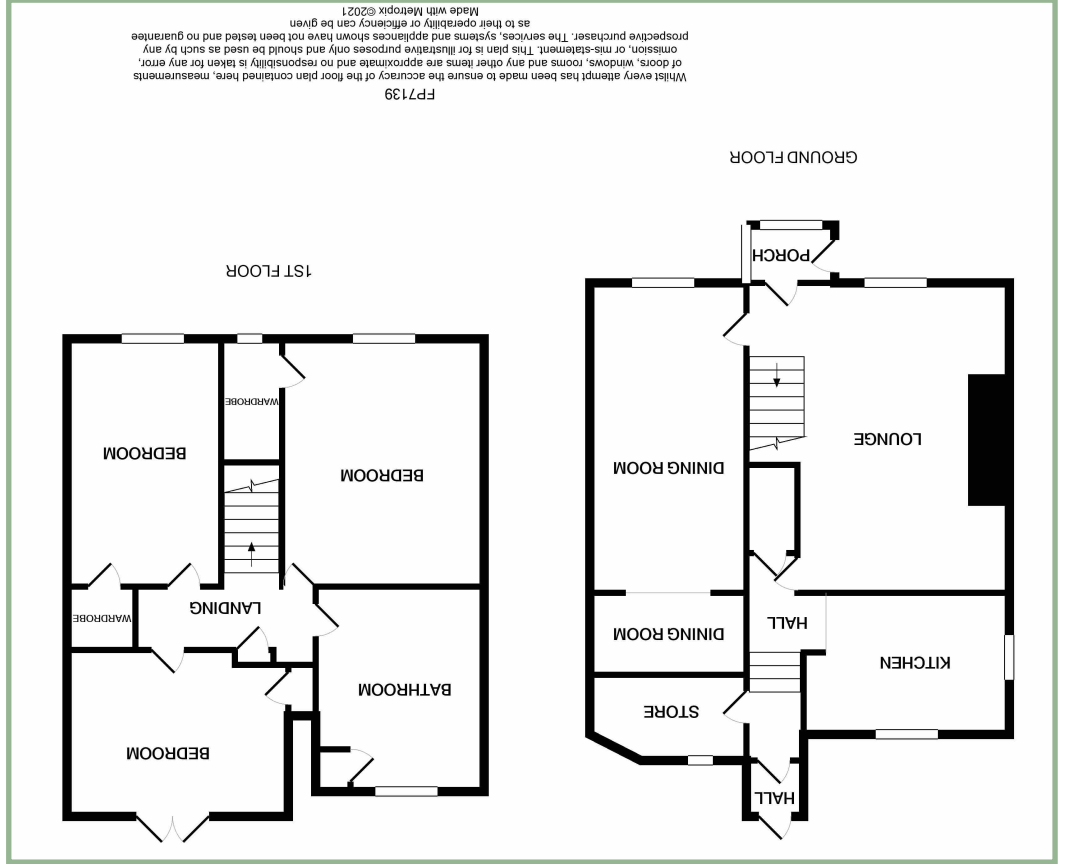 HALL
STORE
KITCHEN
DINING ROOM
HALL
DINING ROOM
LOUNGE
PORCH
GROUND FLOOR
BEDROOM
BATHROOM
LANDING
WARDROBE
BEDROOM
BEDROOM
WARDROBE
1ST FLOOR
FP7139
Whilst every attempt has been made to ensure the accuracy of the floor plan contained here, measurements
of doors, windows, rooms and any other items are approximate and no responsibility is taken for any error,
omission, or mis-statement. This plan is for illustrative purposes only and should be used as such by any
prospective purchaser. The services, systems and appliances shown have not been tested and no guarantee
as to their operability or efficiency can be given
Made with Metropix ©2021